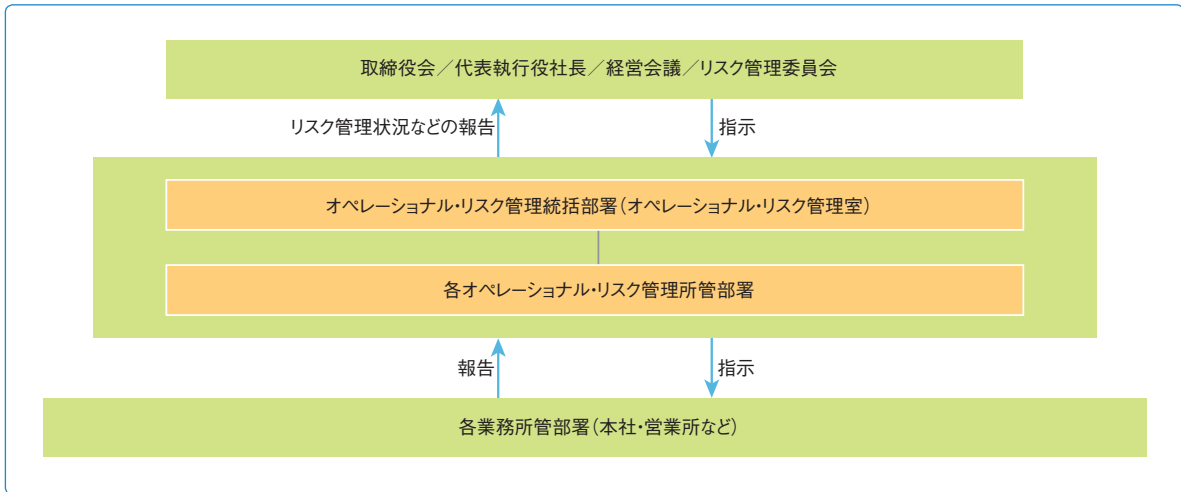 取締役会／代表執行役社長／経営会議／リスク管理委員会
リスク管理状況などの報告
指示
オペレーショナル・リスク管理統括部署（オペレーショナル・リスク管理室）
各オペレーショナル・リスク管理所管部署
報告
指示
各業務所管部署（本社・営業所など）